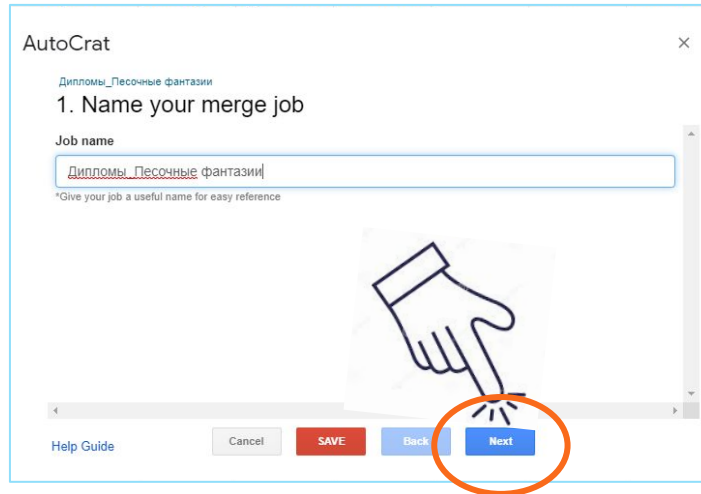 AutoCrat
Дипломы_Песочные фантазии
1. Name your merge job
Job name
Дипломы_Песочные фантазии
*Give your job a useful name for easy reference
Help Guide
Cancel
SAVE
Back
Next